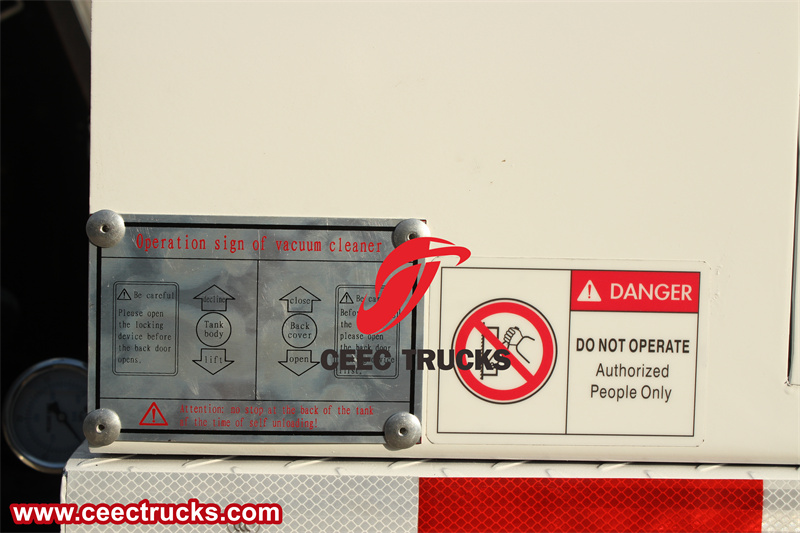 Operation sign of vacuum cleaner
Be careful
Please open
the locking
device before
the back door
opens.
decline
Tank
body
lift
close
Back
cover
open
Be
the
please open
the back door
first.
Attention: no stop at the back of the tank
at the time of self unloading!
DANGER
DO NOT OPERATE
Authorized
People Only
CEEC TRUCKS
www.ceectrucks.com